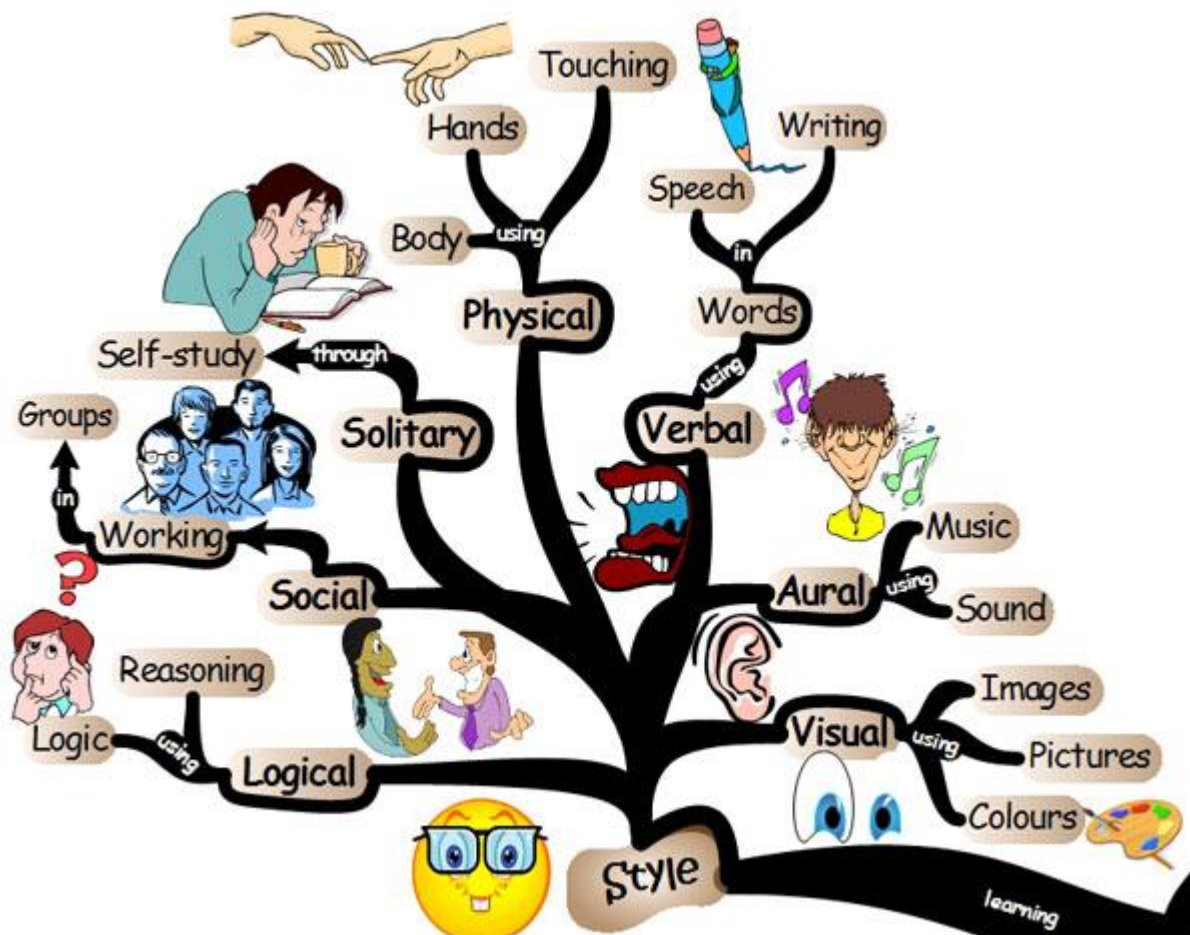 Touching
Hands
Writing
Speech
Body
using
in
Physical
Words
Self-study
through
using
Groups
Solitary
Verbal
in
Working
Music
Social
Aural
using
Sound
Reasoning
Images
Logic
using
Logical
Visual
using
Pictures
Colours
Style
learning
?